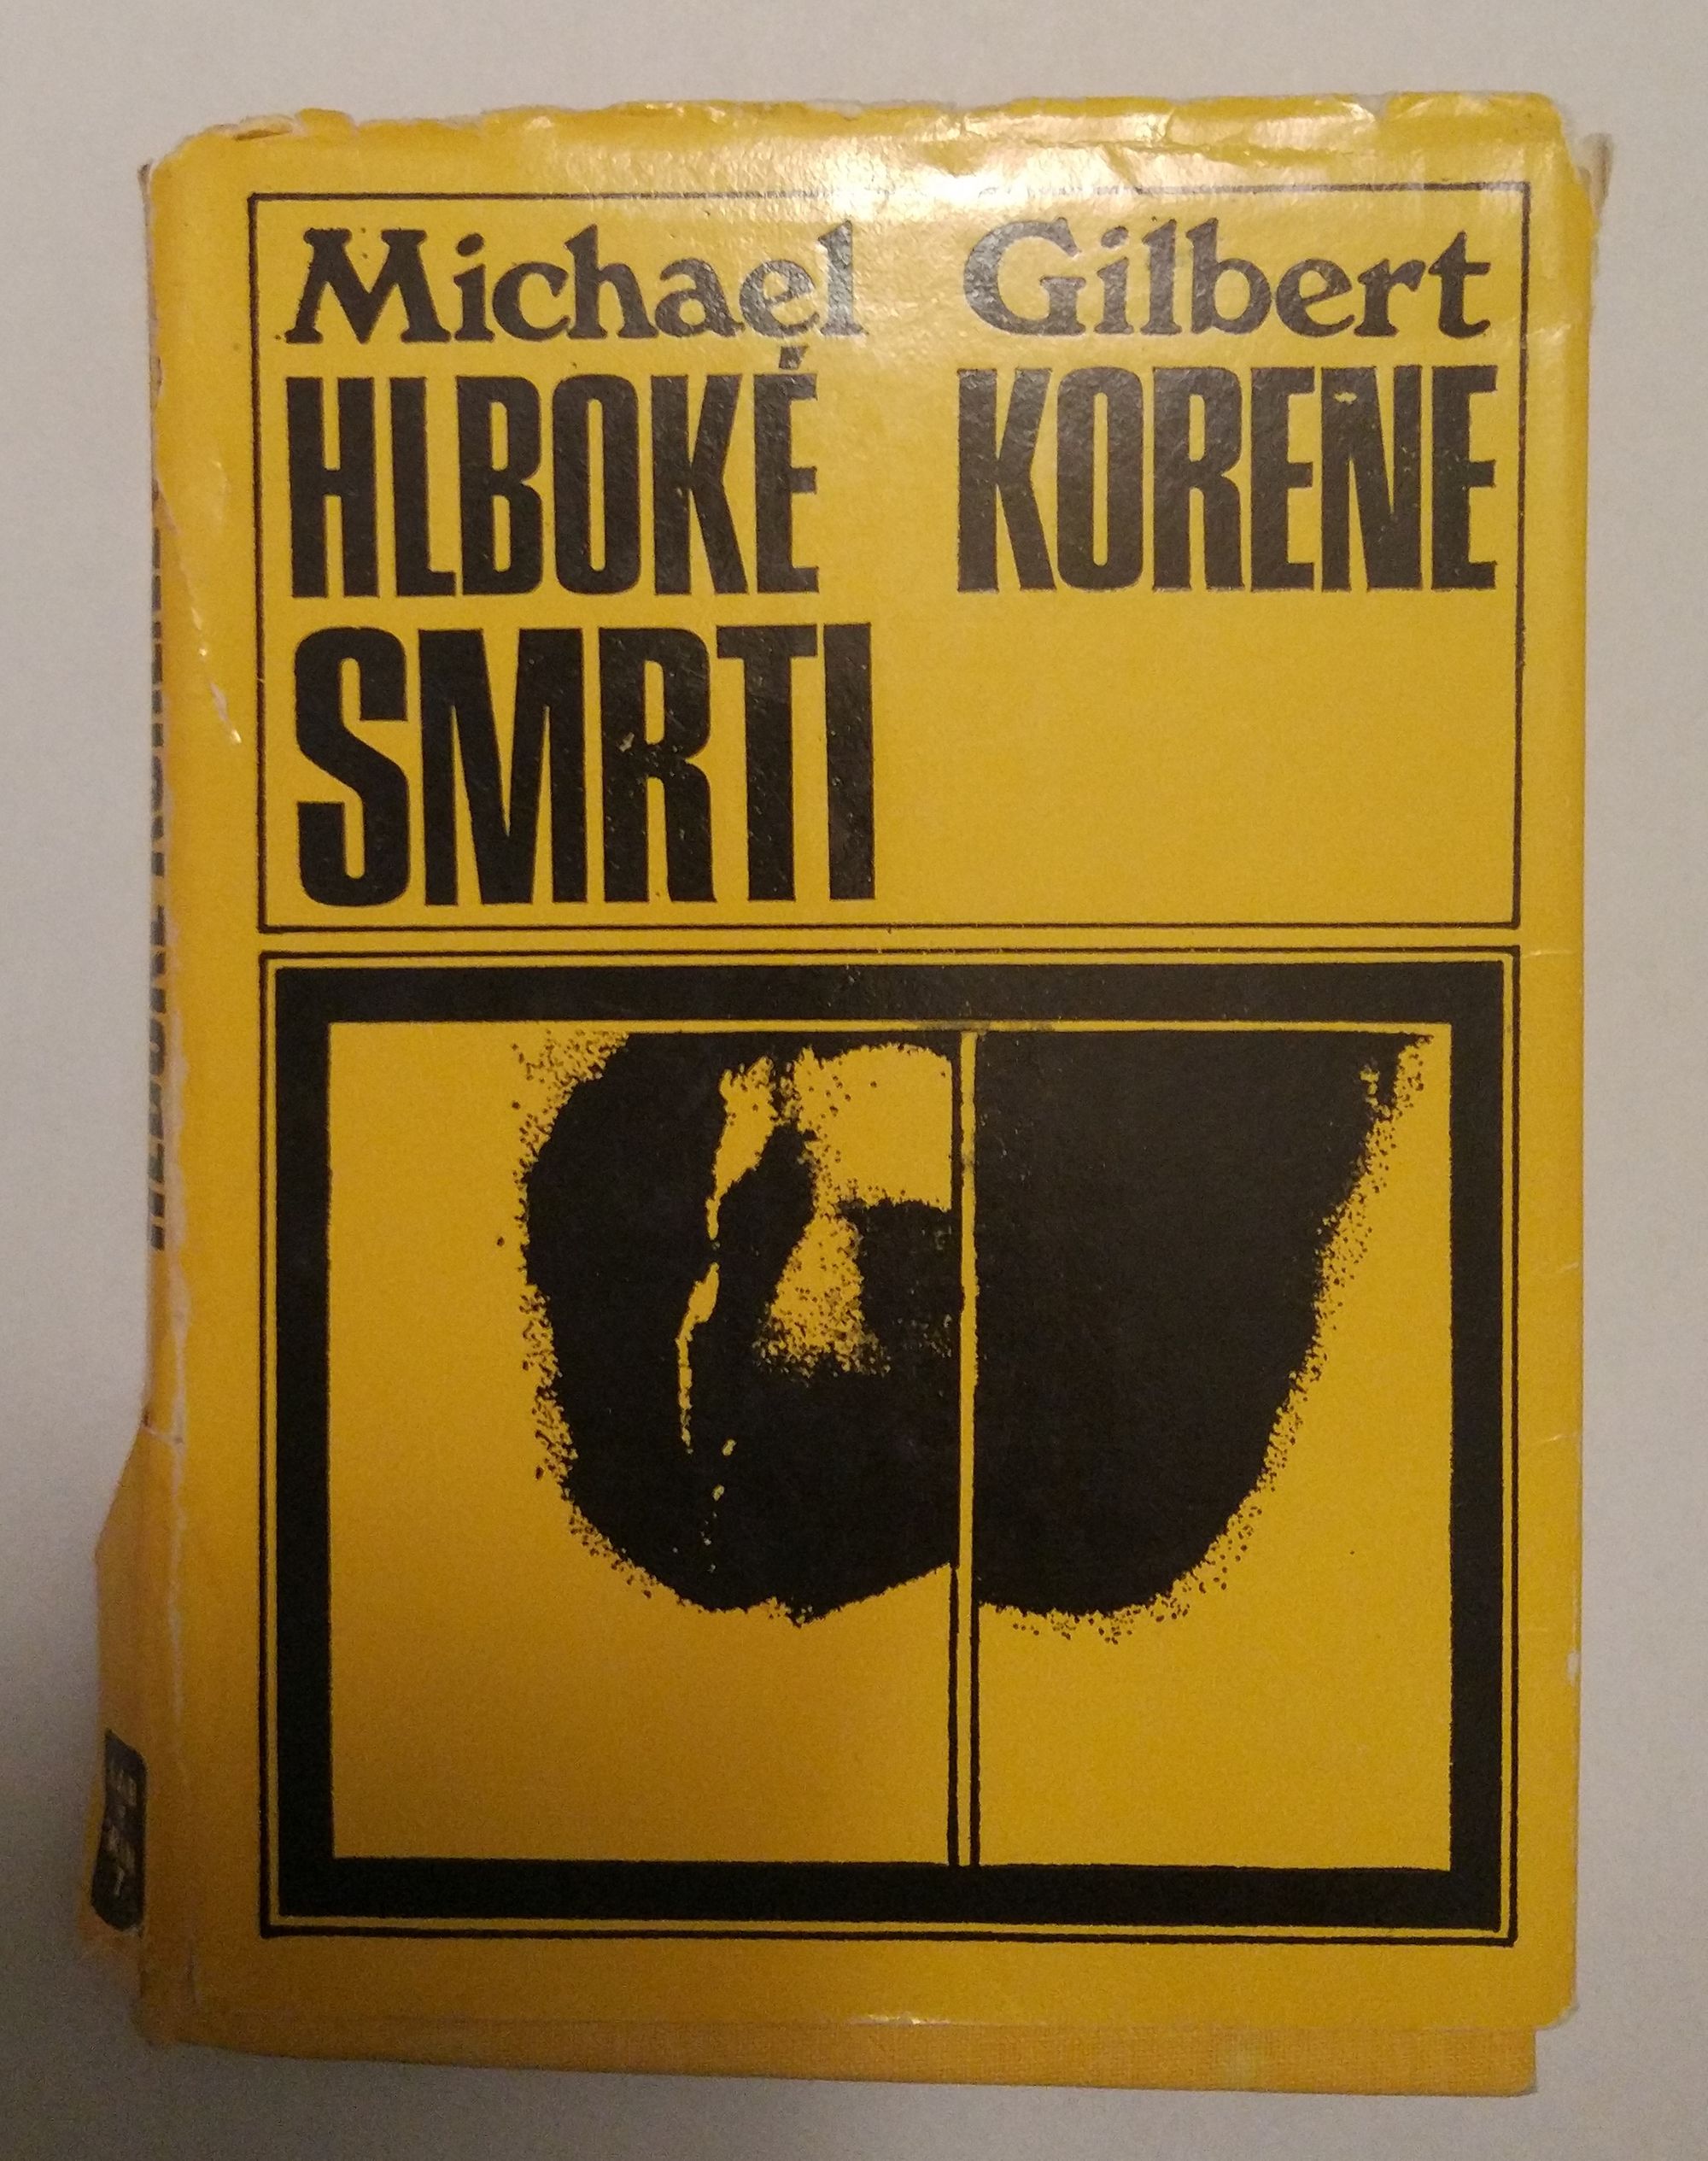 Michael Gilbert
HLBOKÉ KORENE
SMRTI